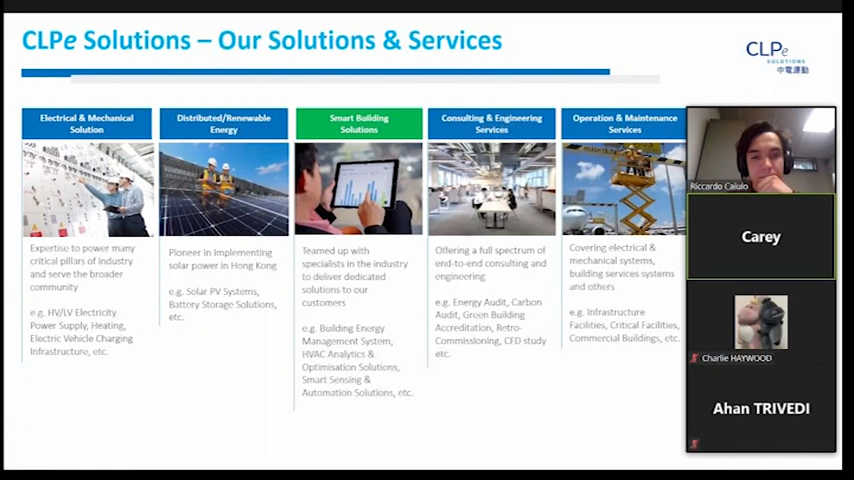 CLPe Solutions – Our Solutions & Services
CLPe
SOLUTIONS
中電源動
Electrical & Mechanical
Solution
Expertise to power many
critical pillars of industry
and serve the broader
community
e.g. HV/LV Electricity
Power Supply, Heating,
Electric Vehicle Charging
Infrastructure, etc.
Distributed/Renewable
Energy
Pioneer in implementing
solar power in Hong Kong
e.g. Solar PV Systems,
Battery Storage Solutions,
etc.
Smart Building
Solutions
Teamed up with
specialists in the industry
to deliver dedicated
solutions to our
customers
e.g. Building Energy
Management System,
HVAC Analytics &
Optimisation Solutions,
Smart Sensing &
Automation Solutions, etc.
Consulting & Engineering
Services
Offering a full spectrum of
end-to-end consulting and
engineering
e.g. Energy Audit, Carbon
Audit, Green Building
Accreditation, Retro-
Commissioning, CFD study
etc.
Operation & Maintenance
Services
Covering electrical &
mechanical systems,
building services systems
and others
e.g. Infrastructure
Facilities, Critical Facilities,
Commercial Buildings, etc.
Riccardo Caiulo
Carey
Charlie HAYWOOD
Ahan TRIVEDI